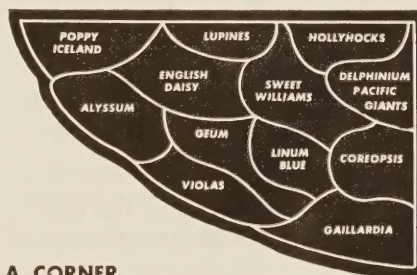 POPPY
ICELAND
LUPINES
HOLLYHOCKS
ENGLISH
DAISY
SWEET
WILLIAMS
DELPHINIUM
PACIFIC
GIANTS
ALYSSUM
GEUM
LINUM
BLUE
COREOPSIS
VIOLAS
GAILLARDIA
A CORNER